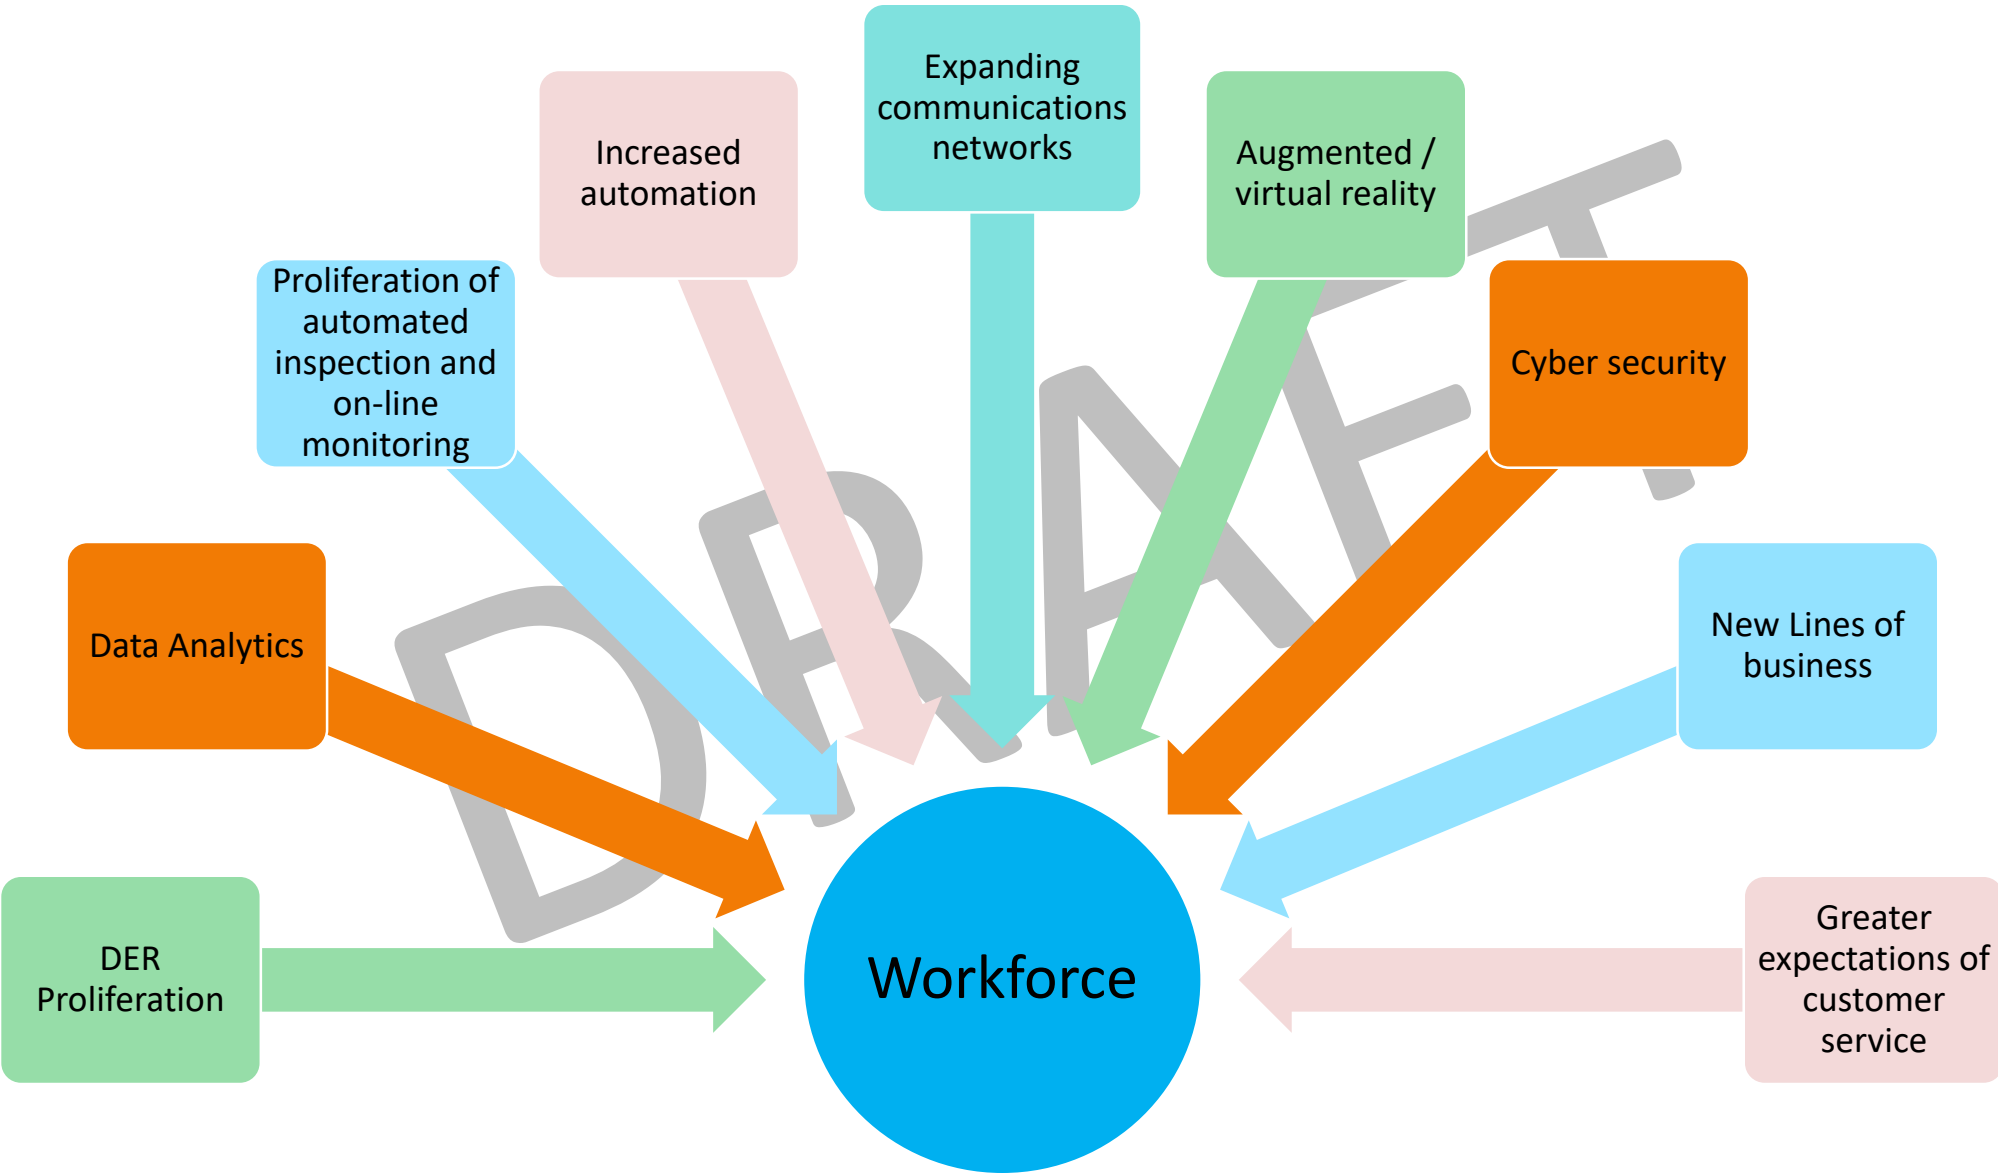 Expanding
communications
networks
Increased
automation
Augmented /
virtual reality
Proliferation of
automated
inspection and
on-line
monitoring
Cyber security
Data Analytics
New Lines of
business
DER
Proliferation
Workforce
Greater
expectations of
customer
service
DRAFT